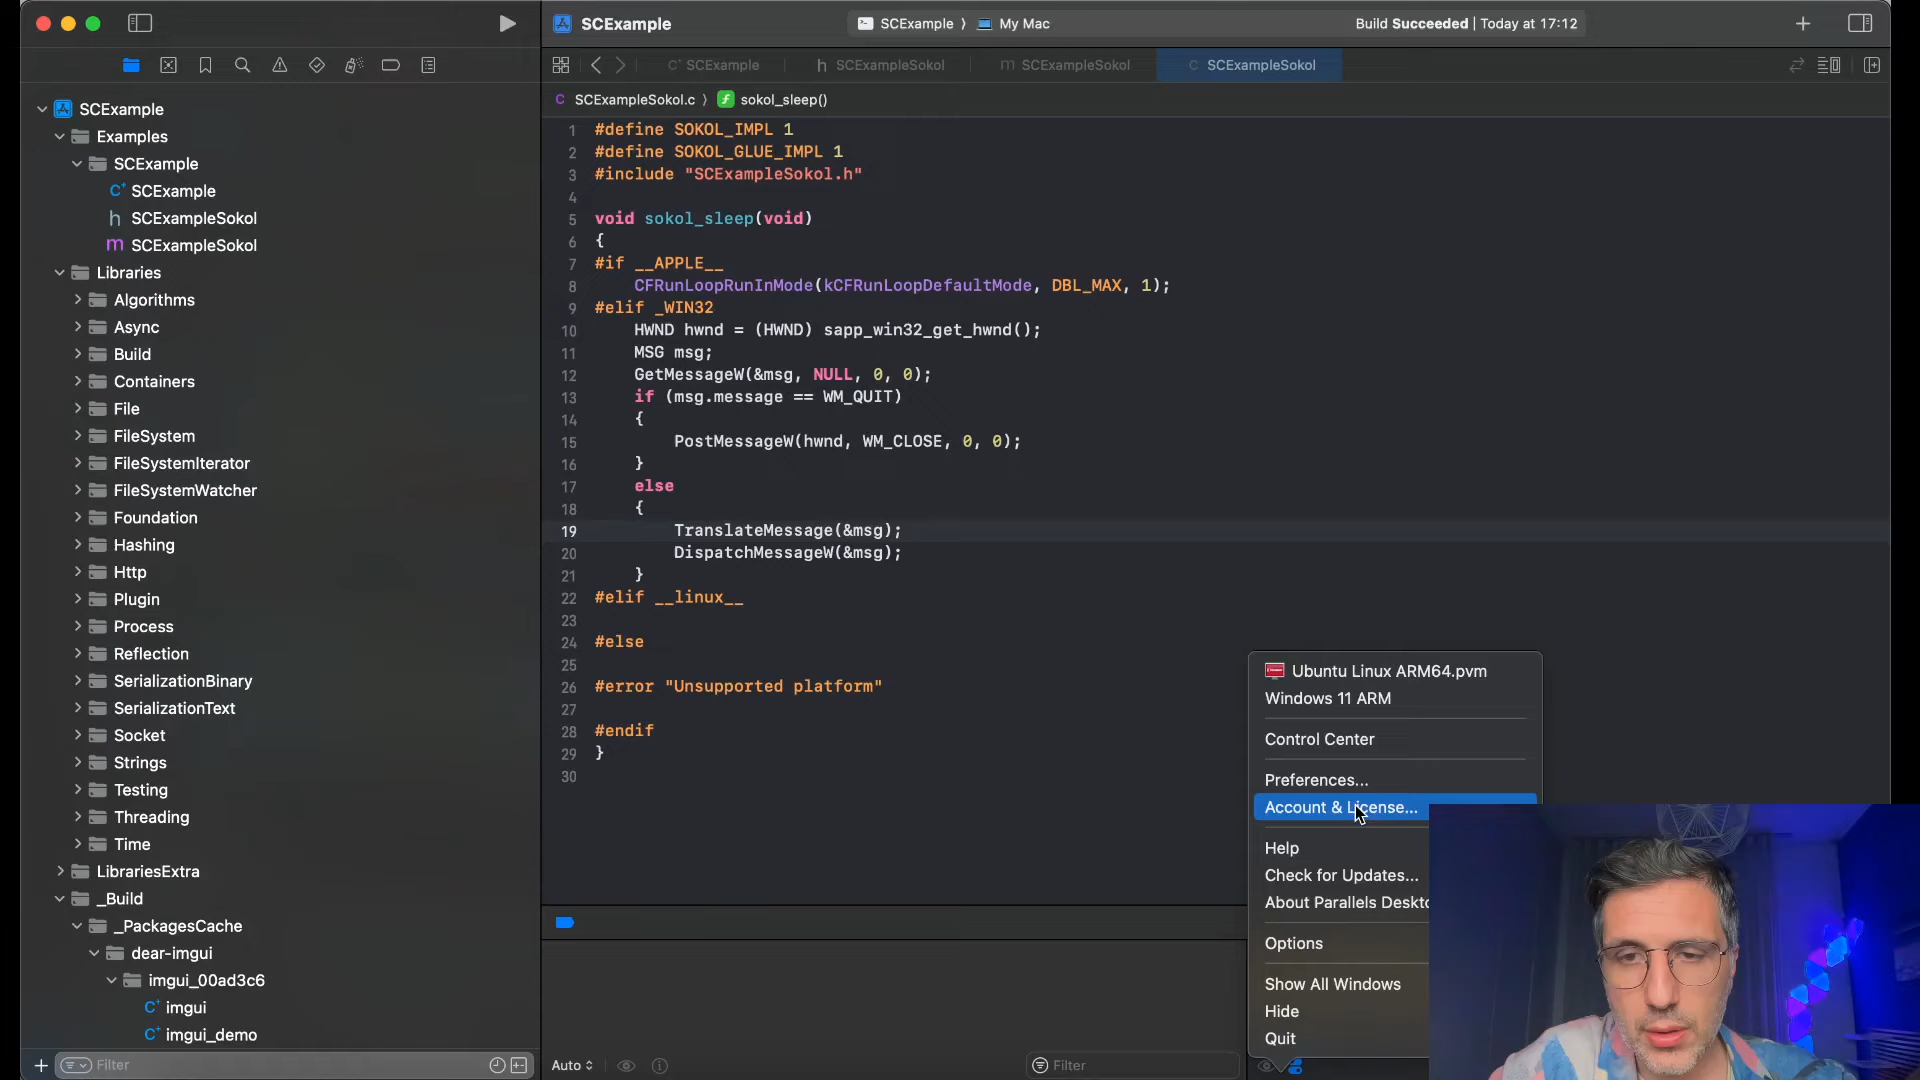 SCExample
SCExample 〉 My Mac
Build Succeeded | Today at 17:12
SCExample
SCExampleSokol
SCExampleSokol
SCExampleSokol
SCExampleSokol.c 〉 sokol_sleep()
SCExample
Examples
SCExample
SCExample
SCExampleSokol
SCExampleSokol
Libraries
Algorithms
Async
Build
Containers
File
FileSystem
FileSystemIterator
FileSystemWatcher
Foundation
Hashing
Http
Plugin
Process
Reflection
SerializationBinary
SerializationText
Socket
Strings
Testing
Threading
Time
LibrariesExtra
_Build
_PackagesCache
dear-imgui
imgui_00ad3c6
imgui
imgui_demo
Filter
1 #define SOKOL_IMPL 1
2 #define SOKOL_GLUE_IMPL 1
3 #include "SCExampleSokol.h"
4
5 void sokol_sleep(void)
6 {
7 #if __APPLE__
8 CFRunLoopRunInMode(kCFRunLoopDefaultMode, DBL_MAX, 1);
9 #elif _WIN32
10 HWND hwnd = (HWND) sapp_win32_get_hwnd();
11 MSG msg;
12 GetMessageW(&msg, NULL, 0, 0);
13 if (msg.message == WM_QUIT)
14 {
15 PostMessageW(hwnd, WM_CLOSE, 0, 0);
16 }
17 else
18 {
19 TranslateMessage(&msg);
20 DispatchMessageW(&msg);
21 }
22 #elif __linux__
23
24 #else
25
26 #error "Unsupported platform"
27
28 #endif
29 }
30
Auto
Filter
Ubuntu Linux ARM64.pvm
Windows 11 ARM
Control Center
Preferences...
Account & License...
Help
Check for Updates...
About Parallels Deskto
Options
Show All Windows
Hide
Quit